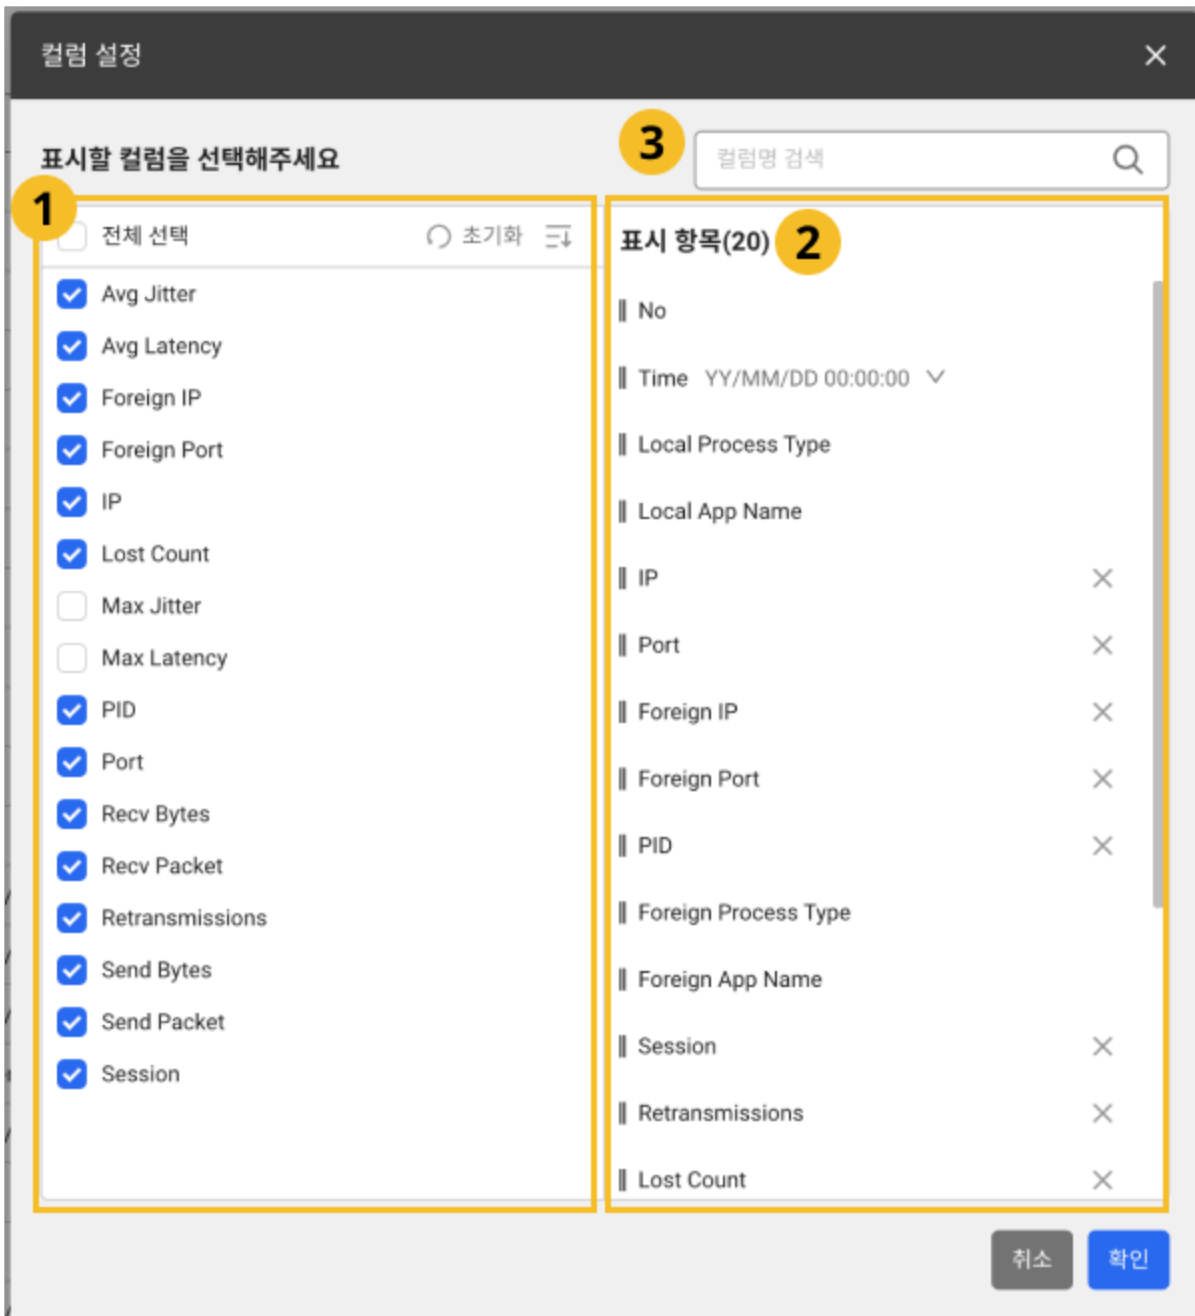 컬럼 설정
표시할 컬럼을 선택해주세요
3
컬럼명 검색
1
전체 선택
초기화
Avg Jitter
Avg Latency
Foreign IP
Foreign Port
IP
Lost Count
Max Jitter
Max Latency
PID
Port
Recv Bytes
Recv Packet
Retransmissions
Send Bytes
Send Packet
Session
표시 항목(20)
2
No
Time YY/MM/DD 00:00:00
Local Process Type
Local App Name
IP
Port
Foreign IP
Foreign Port
PID
Foreign Process Type
Foreign App Name
Session
Retransmissions
Lost Count
취소
확인